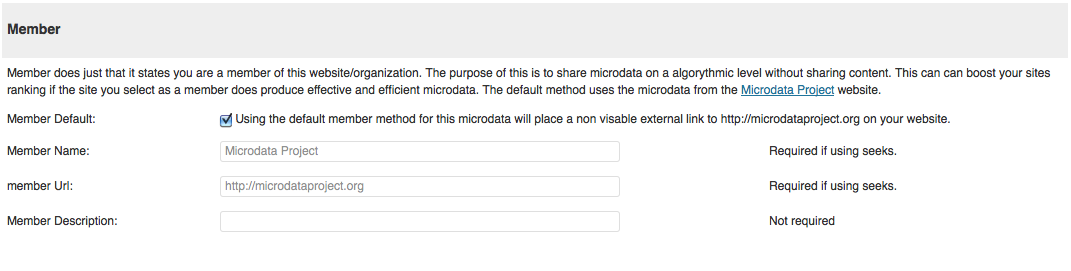 Member
Member does just that it states you are a member of this website/organization. The purpose of this is to share microdata on a algorythmic level without sharing content. This can can boost your sites
ranking if the site you select as a member does produce effective and efficient microdata. The default method uses the microdata from the Microdata Project website.
Member Default: Using the default member method for this microdata will place a non visable external link to http://microdataproject.org on your website.
Member Name: Microdata Project Required if using seeks.
member Url: http://microdataproject.org Required if using seeks.
Member Description: Not required